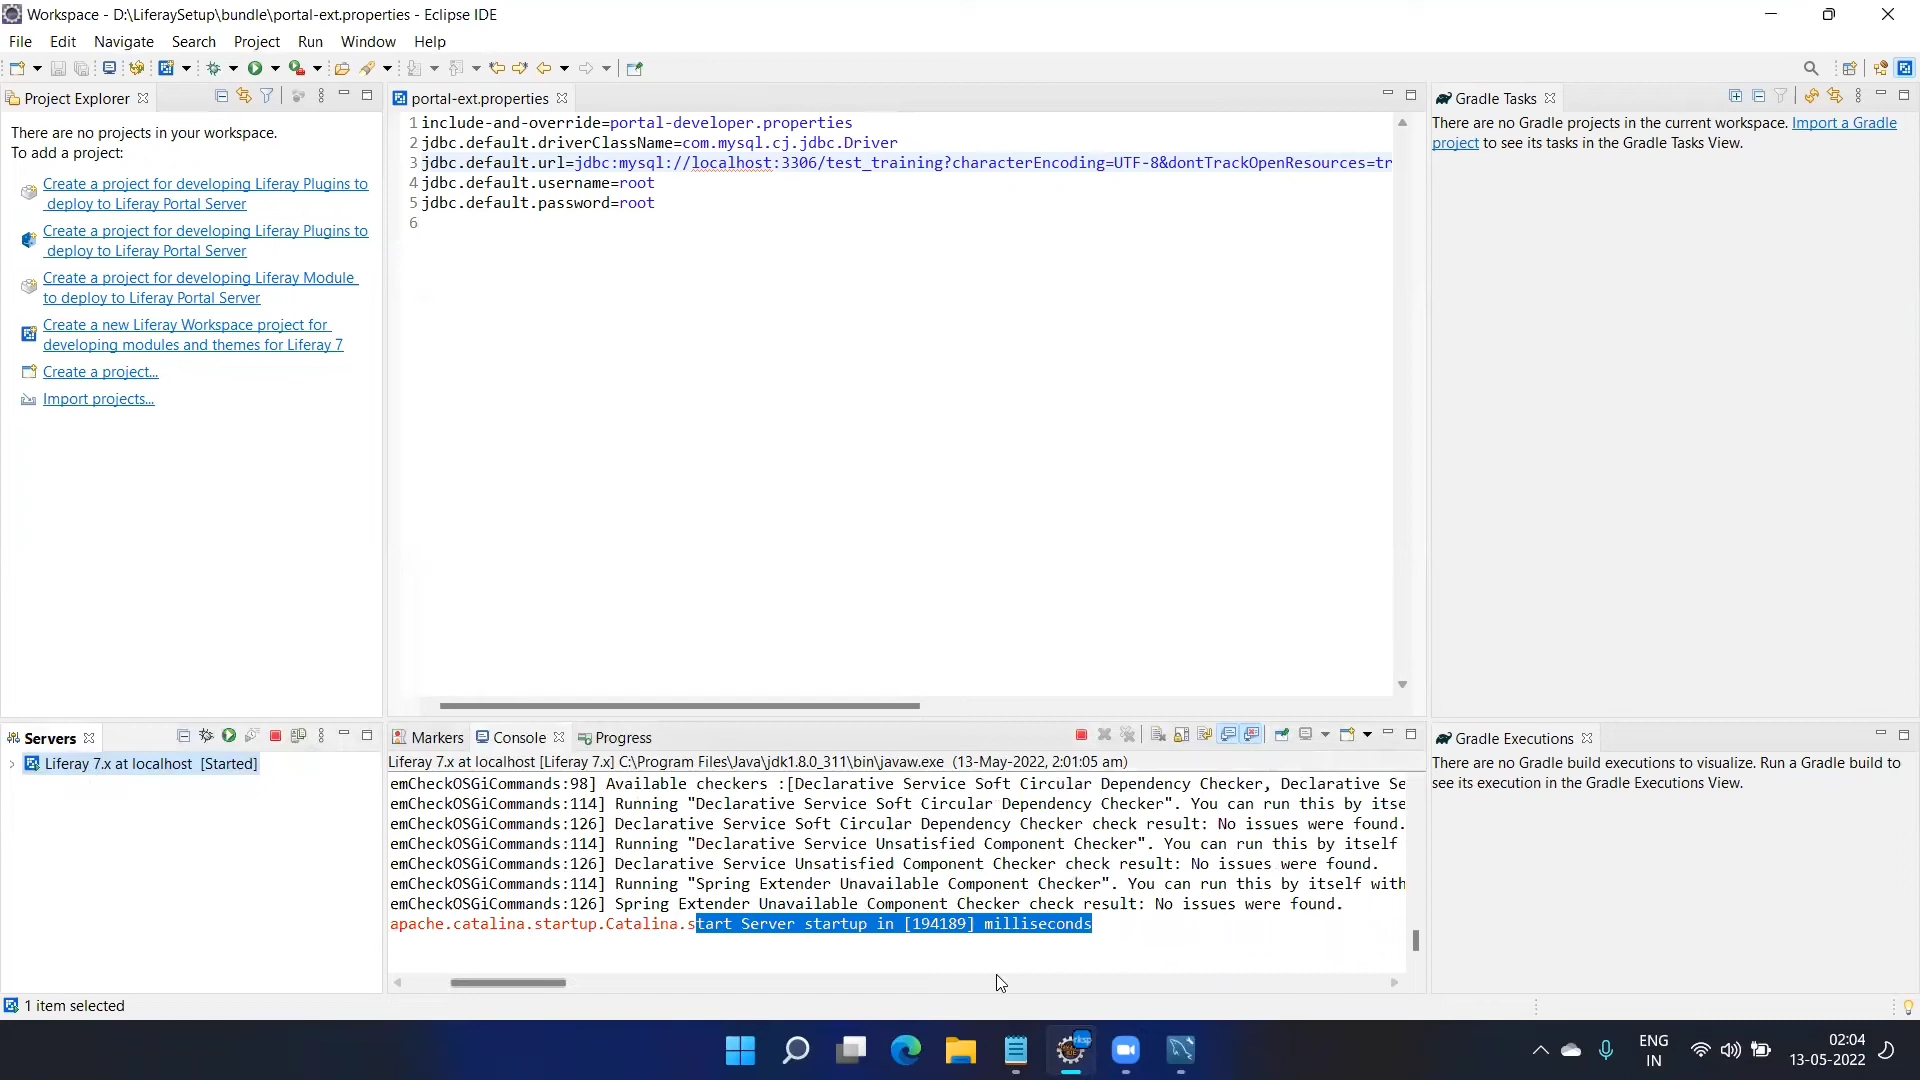 Workspace - D:\LiferaySetup\bundle\portal-ext.properties - Eclipse IDE
File Edit Navigate Search Project Run Window Help
Project Explorer
There are no projects in your workspace.
To add a project:
Create a project for developing Liferay Plugins to
deploy to Liferay Portal Server
Create a project for developing Liferay Plugins to
deploy to Liferay Portal Server
Create a project for developing Liferay Module
to deploy to Liferay Portal Server
Create a new Liferay Workspace project for
developing modules and themes for Liferay 7
Create a project...
Import projects...
portal-ext.properties
1 include-and-override=portal-developer.properties
2 jdbc.default.driverClassName=com.mysql.cj.jdbc.Driver
3 jdbc.default.url=jdbc:mysql://localhost:3306/test_training?characterEncoding=UTF-8&dontTrackOpenResources=tr
4 jdbc.default.username=root
5 jdbc.default.password=root
6
Gradle Tasks
There are no Gradle projects in the current workspace. Import a Gradle
project to see its tasks in the Gradle Tasks View.
Servers
Liferay 7.x at localhost [Started]
Markers Console Progress
Liferay 7.x at localhost [Liferay 7.x] C:\Program Files\Java\jdk1.8.0_311\bin\javaw.exe (13-May-2022, 2:01:05 am)
emCheckOSGiCommands:98] Available checkers :[Declarative Service Soft Circular Dependency Checker, Declarative Se
emCheckOSGiCommands:114] Running "Declarative Service Soft Circular Dependency Checker". You can run this by itse
emCheckOSGiCommands:126] Declarative Service Soft Circular Dependency Checker check result: No issues were found.
emCheckOSGiCommands:114] Running "Declarative Service Unsatisfied Component Checker". You can run this by itself
emCheckOSGiCommands:126] Declarative Service Unsatisfied Component Checker check result: No issues were found.
emCheckOSGiCommands:114] Running "Spring Extender Unavailable Component Checker". You can run this by itself with
emCheckOSGiCommands:126] Spring Extender Unavailable Component Checker check result: No issues were found.
apache.catalina.startup.Catalina.start Server startup in [194189] milliseconds
Gradle Executions
There are no Gradle build executions to visualize. Run a Gradle build to
see its execution in the Gradle Executions View.
1 item selected
ENG
IN
02:04
13-05-2022